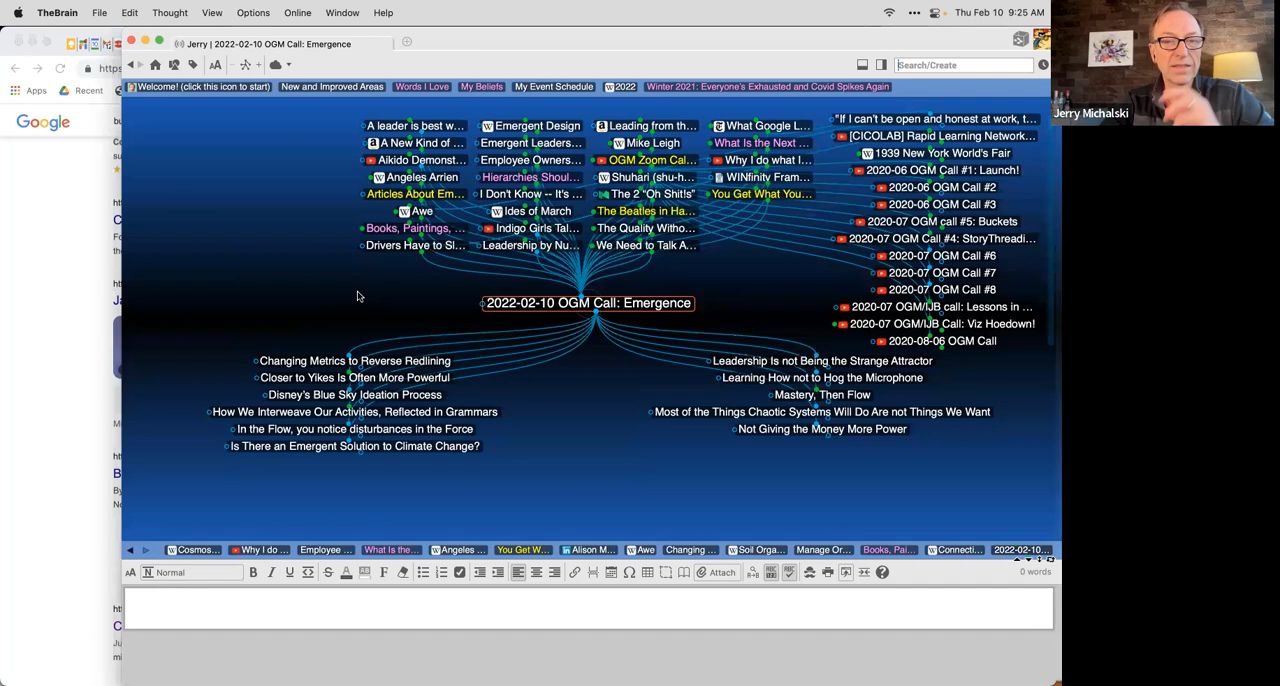 TheBrain File Edit Thought View Options Online Window Help Thu Feb 10 9:25 AM
Jerry | 2022-02-10 OGM Call: Emergence
https
AA
Search/Create
Apps Recent
Welcome! (click this icon to start) New and Improved Areas Words I Love My Beliefs My Event Schedule 2022 Winter 2021: Everyone's Exhausted and Covid Spikes Again
Google
Jerry Michalski
A leader is best w...
A New Kind of ...
Aikido Demonst...
Angeles Arrien
Articles About Em...
Awe
Books, Paintings, ...
Drivers Have to Sl...
Emergent Design
Emergent Leaders...
Employee Owners...
Hierarchies Shoul...
I Don't Know -- It's ...
Ides of March
Indigo Girls Tal...
Leadership by Nu...
Leading from th...
Mike Leigh
OGM Zoom Cal...
Shuhari (shu-h...
The 2 "Oh Shit!s"
The Beatles in Ha...
The Quality Witho...
We Need to Talk A...
What Google L...
What Is the Next ...
Why I do what I...
WINfinity Fram...
You Get What You...
"If I can't be open and honest at work, t...
[CICOLAB] Rapid Learning Network...
1939 New York World's Fair
2020-06 OGM Call #1: Launch!
2020-06 OGM Call #2
2020-06 OGM Call #3
2020-07 OGM call #5: Buckets
2020-07 OGM Call #4: StoryThreadi...
2020-07 OGM Call #6
2020-07 OGM Call #7
2020-07 OGM Call #8
2020-07 OGM/IJB call: Lessons in ...
2020-07 OGM/IJB Call: Viz Hoedown!
2020-08-06 OGM Call
2022-02-10 OGM Call: Emergence
Changing Metrics to Reverse Redlining
Closer to Yikes Is Often More Powerful
Disney's Blue Sky Ideation Process
How We Interweave Our Activities, Reflected in Grammars
In the Flow, you notice disturbances in the Force
Is There an Emergent Solution to Climate Change?
Leadership Is not Being the Strange Attractor
Learning How not to Hog the Microphone
Mastery, Then Flow
Most of the Things Chaotic Systems Will Do Are not Things We Want
Not Giving the Money More Power
Cosmos... Why I do ... Employee ... What Is the... Angeles ... You Get W... Alison M... Awe Changing ... Soil Orga... Manage Or... Books, Pai... Connecti... 2022-02-10...
AA Normal B I U S A F Attach 0 words